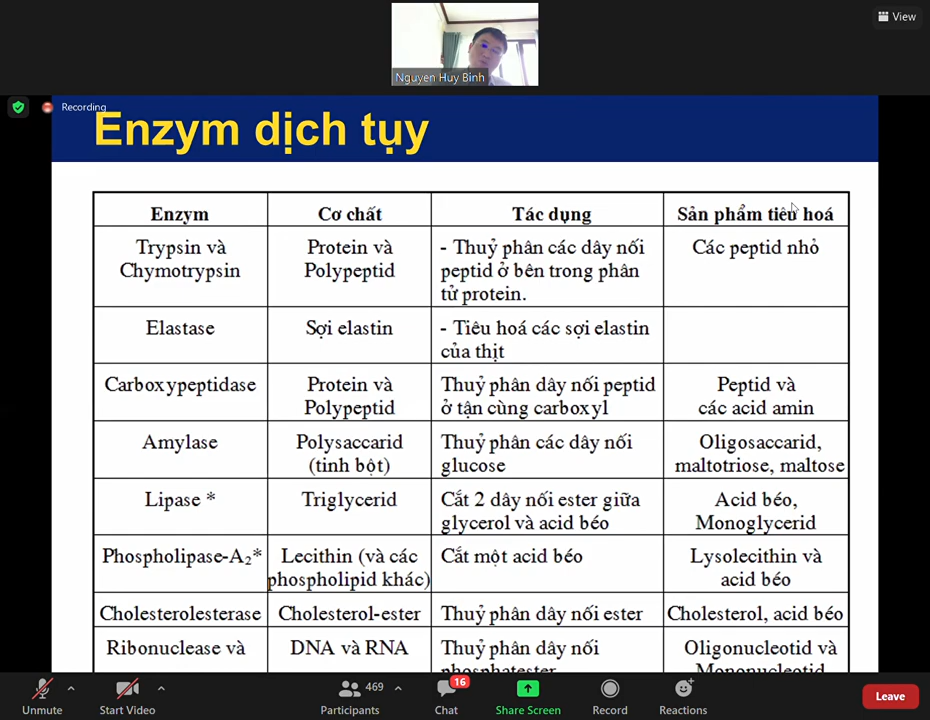 View
Nguyen Huy Binh
Recording
Enzym dịch tụy
Enzym
Cơ chất
Tác dụng
Sản phẩm tiêu hoá
Trypsin và
Chymotrypsin
Protein và
Polypeptid
- Thuỷ phân các dây nối
peptid ở bên trong phân
tử protein.
Các peptid nhỏ
Elastase
Sợi elastin
- Tiêu hoá các sợi elastin
của thịt
Carboxypeptidase
Protein và
Polypeptid
Thuỷ phân dây nối peptid
ở tận cùng carboxyl
Peptid và
các acid amin
Amylase
Polysaccarid
(tinh bột)
Thuỷ phân các dây nối
glucose
Oligosaccarid,
maltotriose, maltose
Lipase *
Triglycerid
Cắt 2 dây nối ester giữa
glycerol và acid béo
Acid béo,
Monoglycerid
Phospholipase-A₂*
Lecithin (và các
phospholipid khác)
Cắt một acid béo
Lysolecithin và
acid béo
Cholesterolesterase
Cholesterol-ester
Thuỷ phân dây nối ester
Cholesterol, acid béo
Ribonuclease và
DNA và RNA
Thuỷ phân dây nối
phosphatester
Oligonucleotid và
Mononucleotid
Unmute
Start Video
469
Participants
16
Chat
Share Screen
Record
Reactions
Leave